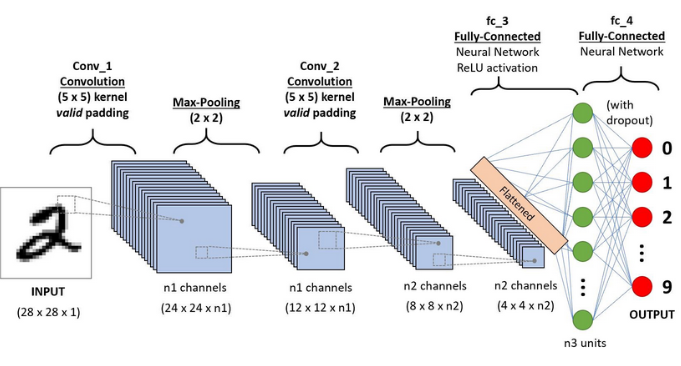 fc_3
Fully-Connected
Neural Network
ReLU activation
fc_4
Fully-Connected
Neural Network
Conv_1
Convolution
(5 x 5) kernel
valid padding
Max-Pooling
(2 x 2)
Conv_2
Convolution
(5 x 5) kernel
valid padding
Max-Pooling
(2 x 2)
(with
dropout)
2
Flattened
0
1
2
9
OUTPUT
INPUT
(28 x 28 x 1)
n1 channels
(24 x 24 x n1)
n1 channels
(12 x 12 x n1)
n2 channels
(8 x 8 x n2)
n2 channels
(4 x 4 x n2)
n3 units